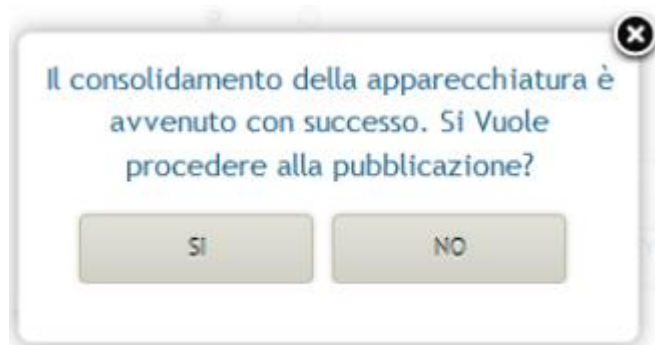 Il consolidamento della apparecchiatura è
avvenuto con successo. Si Vuole
procedere alla pubblicazione?
SI
NO